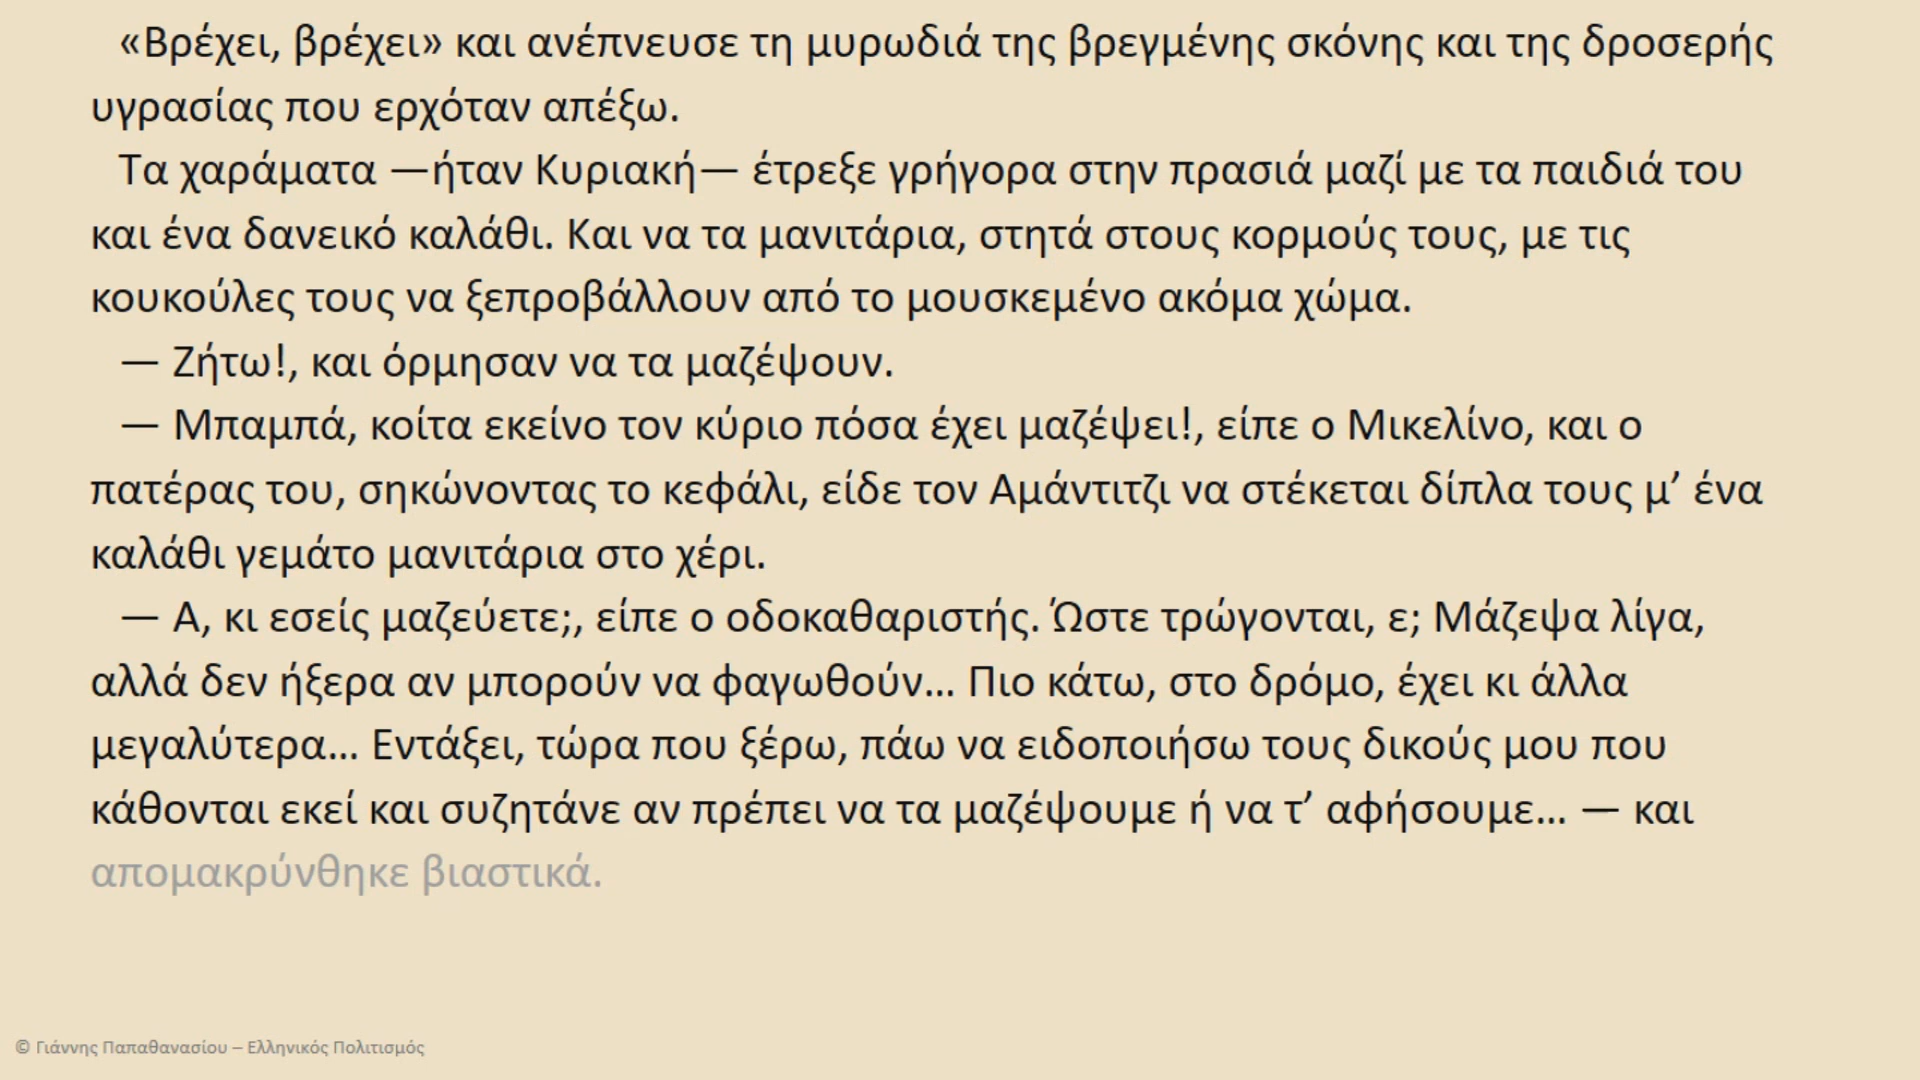 «Βρέχει, βρέχει» και ανέπνευσε τη μυρωδιά της βρεγμένης σκόνης και της δροσερής
υγρασίας που ερχόταν απέξω.
Τα χαράματα —ήταν Κυριακή— έτρεξε γρήγορα στην πρασιά μαζί με τα παιδιά του
και ένα δανεικό καλάθι. Και να τα μανιτάρια, στητά στους κορμούς τους, με τις
κουκούλες τους να ξεπροβάλλουν από το μουσκεμένο ακόμα χώμα.
— Ζήτω!, και όρμησαν να τα μαζέψουν.
— Μπαμπά, κοίτα εκείνο τον κύριο πόσα έχει μαζέψει!, είπε ο Μικελίνο, και ο
πατέρας του, σηκώνοντας το κεφάλι, είδε τον Αμάντιτζι να στέκεται δίπλα τους μ’ ένα
καλάθι γεμάτο μανιτάρια στο χέρι.
— Α, κι εσείς μαζεύετε;, είπε ο οδοκαθαριστής. Ώστε τρώγονται, ε; Μάζεψα λίγα,
αλλά δεν ήξερα αν μπορούν να φαγωθούν... Πιο κάτω, στο δρόμο, έχει κι άλλα
μεγαλύτερα... Εντάξει, τώρα που ξέρω, πάω να ειδοποιήσω τους δικούς μου που
κάθονται εκεί και συζητάνε αν πρέπει να τα μαζέψουμε ή να τ’ αφήσουμε... — και
απομακρύνθηκε βιαστικά.
© Γιάννης Παπαθανασίου – Ελληνικός Πολιτισμός